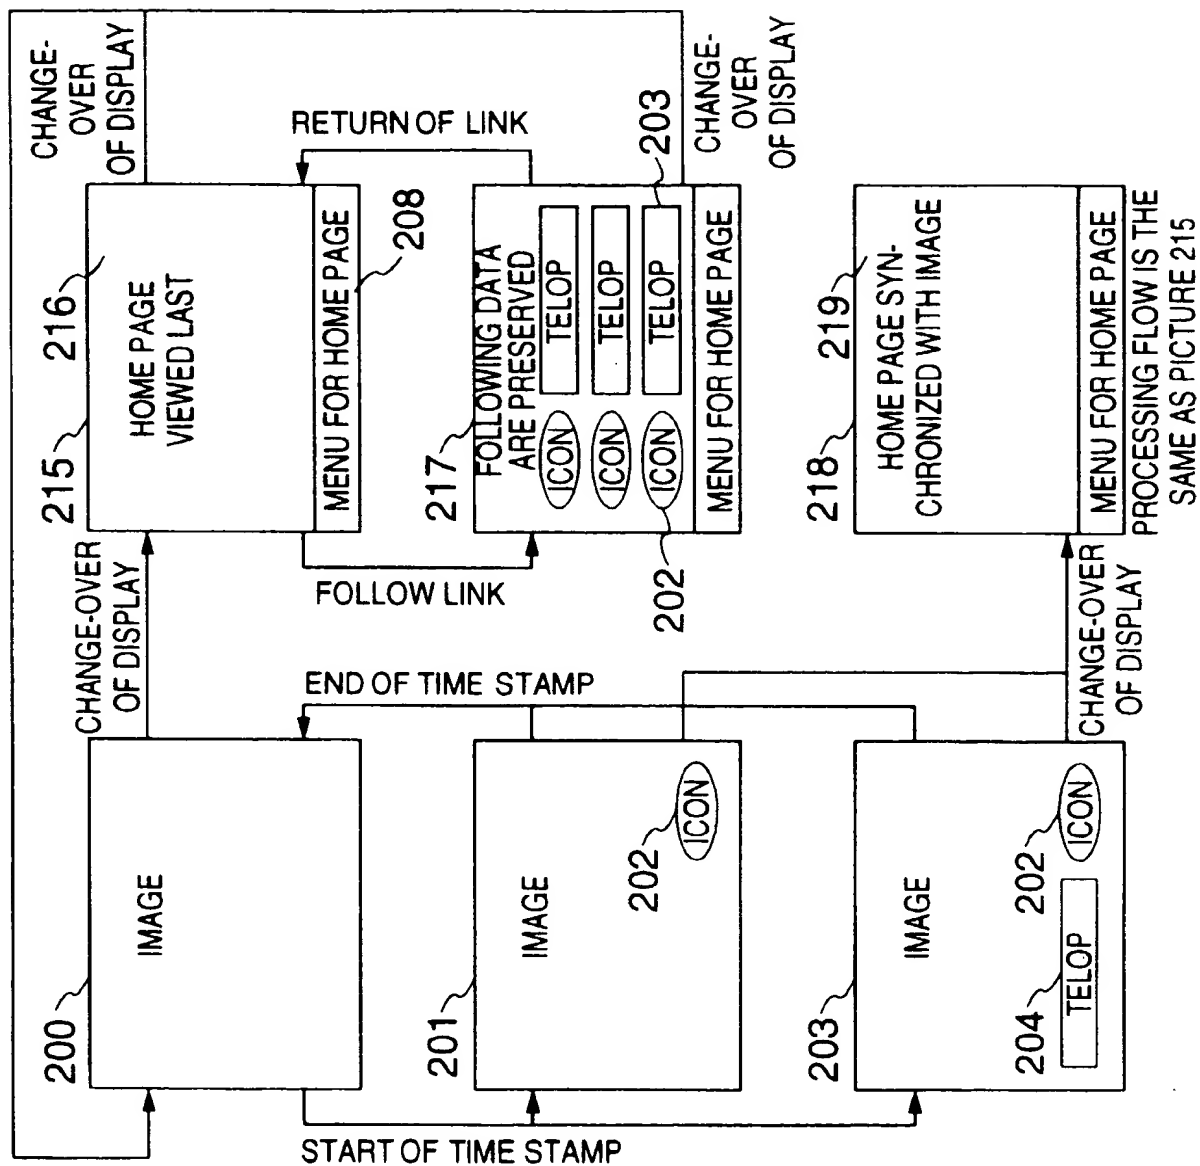 200
IMAGE
START OF TIME STAMP
END OF TIME STAMP
CHANGE-OVER
OF DISPLAY
215
216
HOME PAGE
VIEWED LAST
MENU FOR HOME PAGE
208
CHANGE-
OVER
OF DISPLAY
FOLLOW LINK
RETURN OF LINK
201
IMAGE
202
ICON
217
FOLLOWING DATA
ARE PRESERVED
ICON
TELOP
ICON
TELOP
ICON
TELOP
202
203
MENU FOR HOME PAGE
CHANGE-
OVER
OF DISPLAY
203
IMAGE
204
TELOP
202
ICON
CHANGE-OVER
OF DISPLAY
218
219
HOME PAGE SYN-
CHRONIZED WITH IMAGE
MENU FOR HOME PAGE
PROCESSING FLOW IS THE
SAME AS PICTURE 215